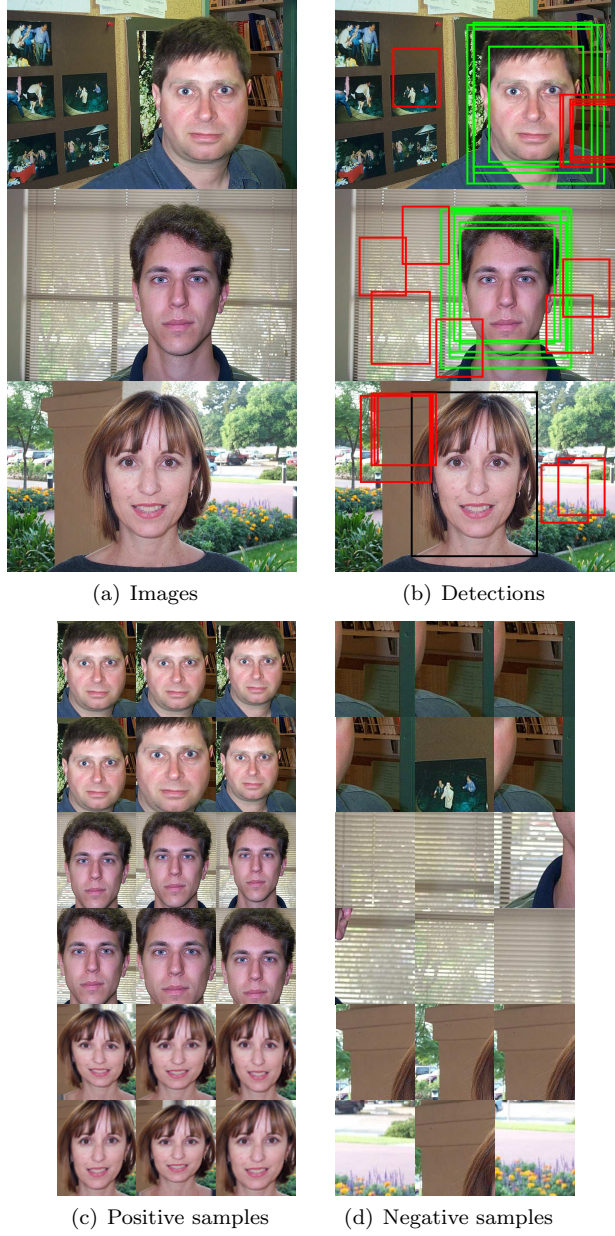 (a) Images
(b) Detections
(c) Positive samples
(d) Negative samples